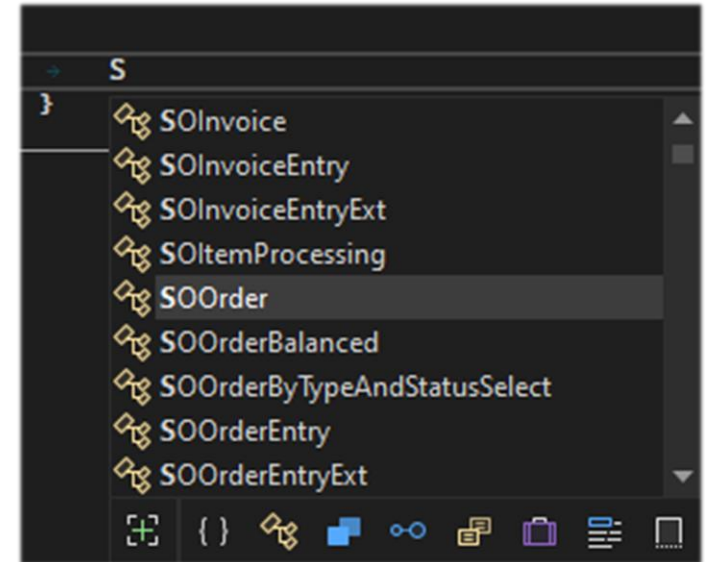 S
}
SOInvoice
SOInvoiceEntry
SOInvoiceEntryExt
SOItemProcessing
SOOrder
SOOrderBalanced
SOOrderByTypeAndStatusSelect
SOOrderEntry
SOOrderEntryExt